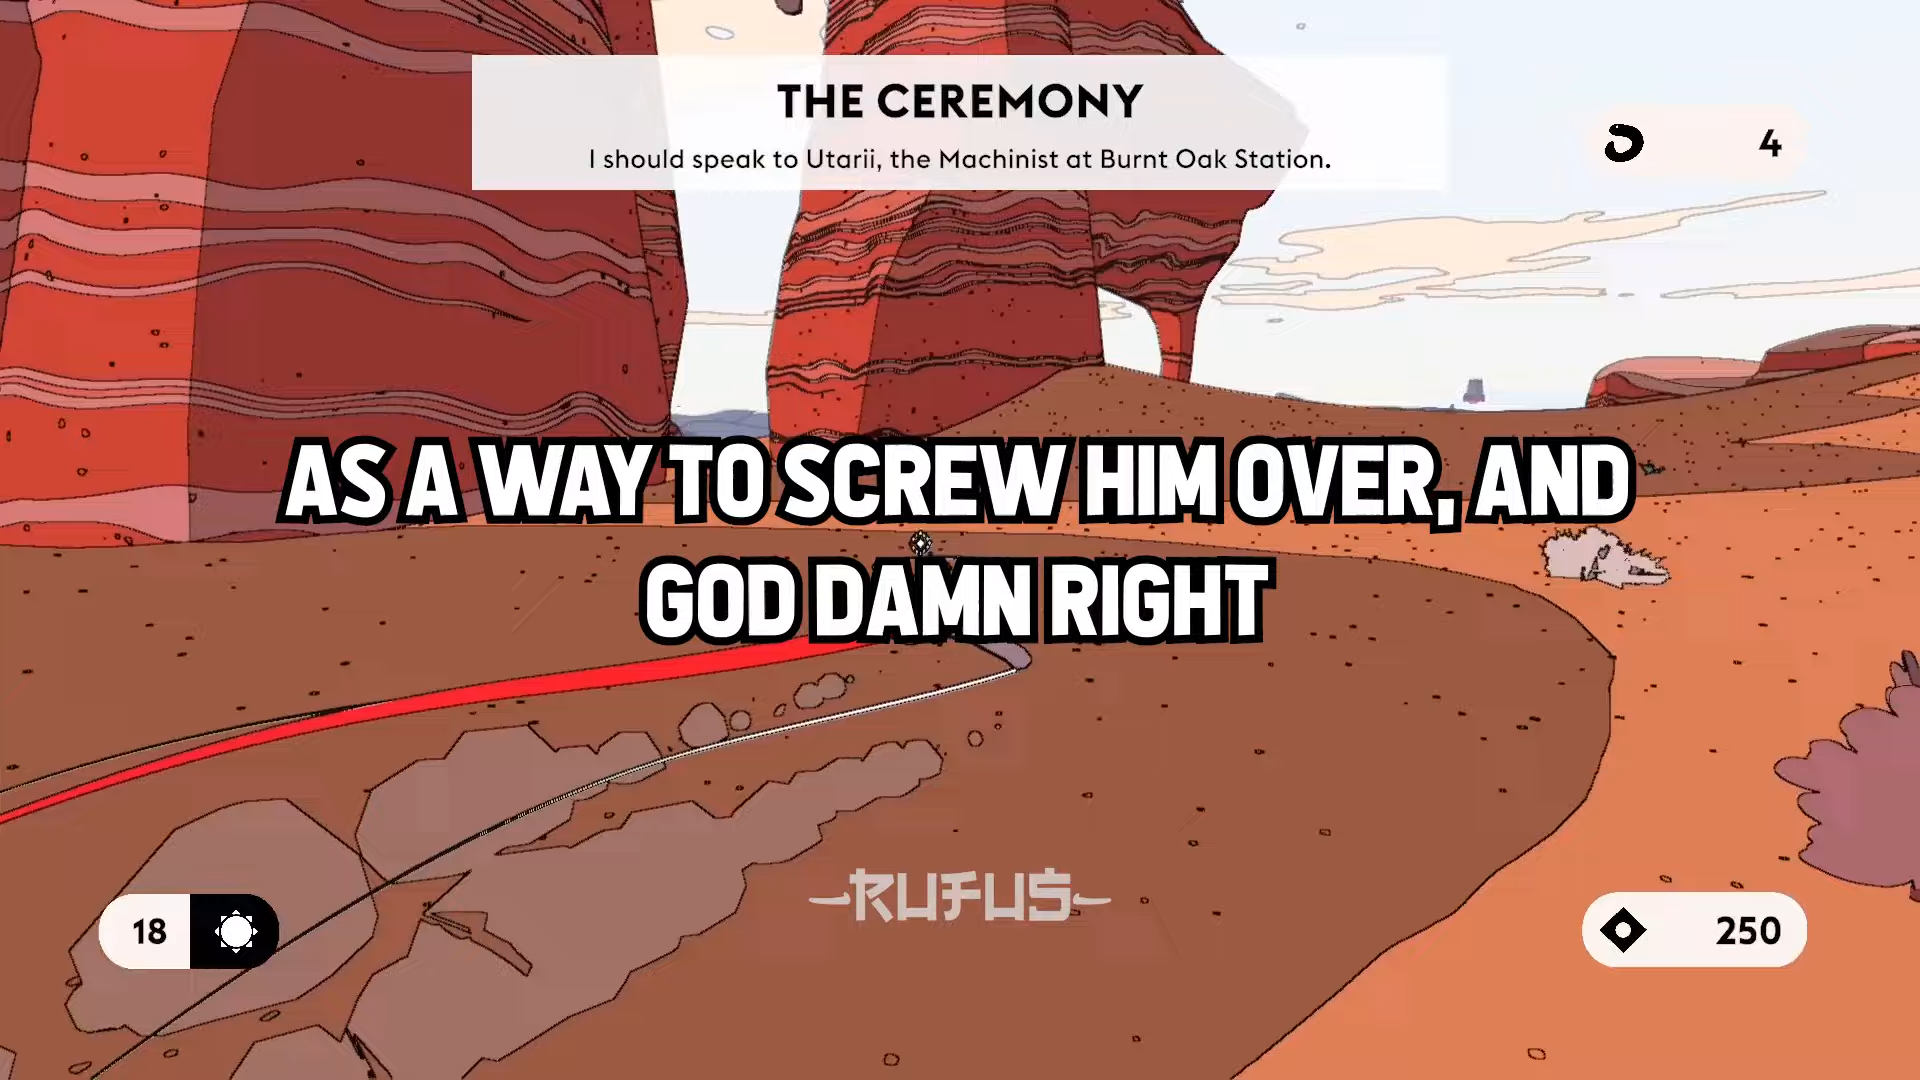 THE CEREMONY
I should speak to Utarii, the Machinist at Burnt Oak Station.
4
AS A WAY TO SCREW HIM OVER, AND
GOD DAMN RIGHT
RUFUS
18
250